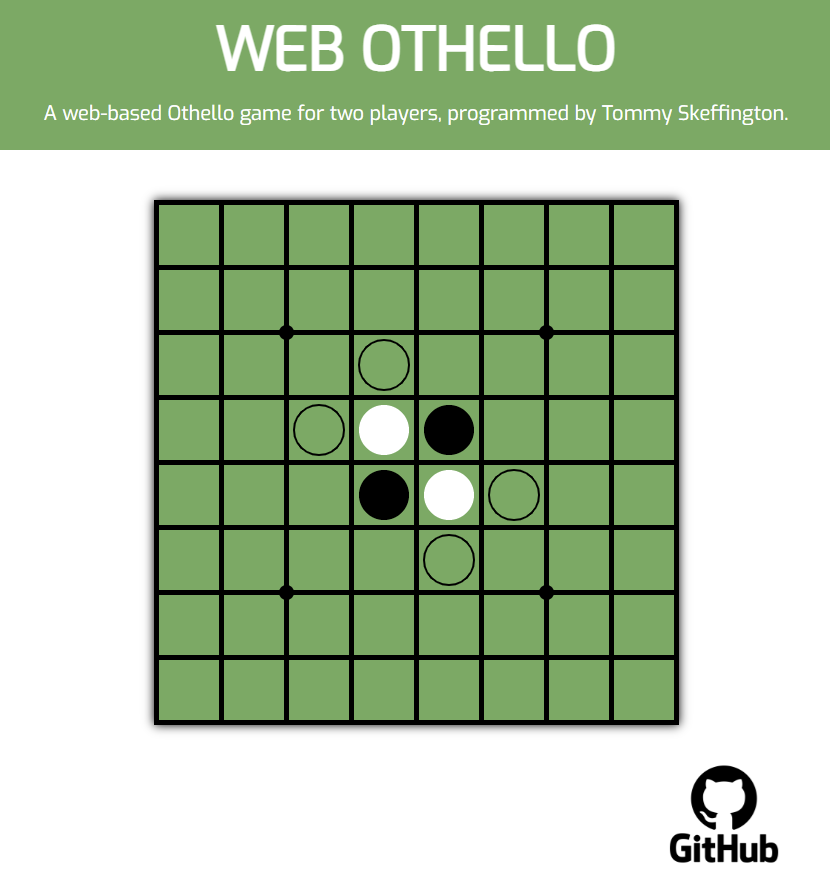 WEB OTHELLO
A web-based Othello game for two players, programmed by Tommy Skeffington.
GitHub